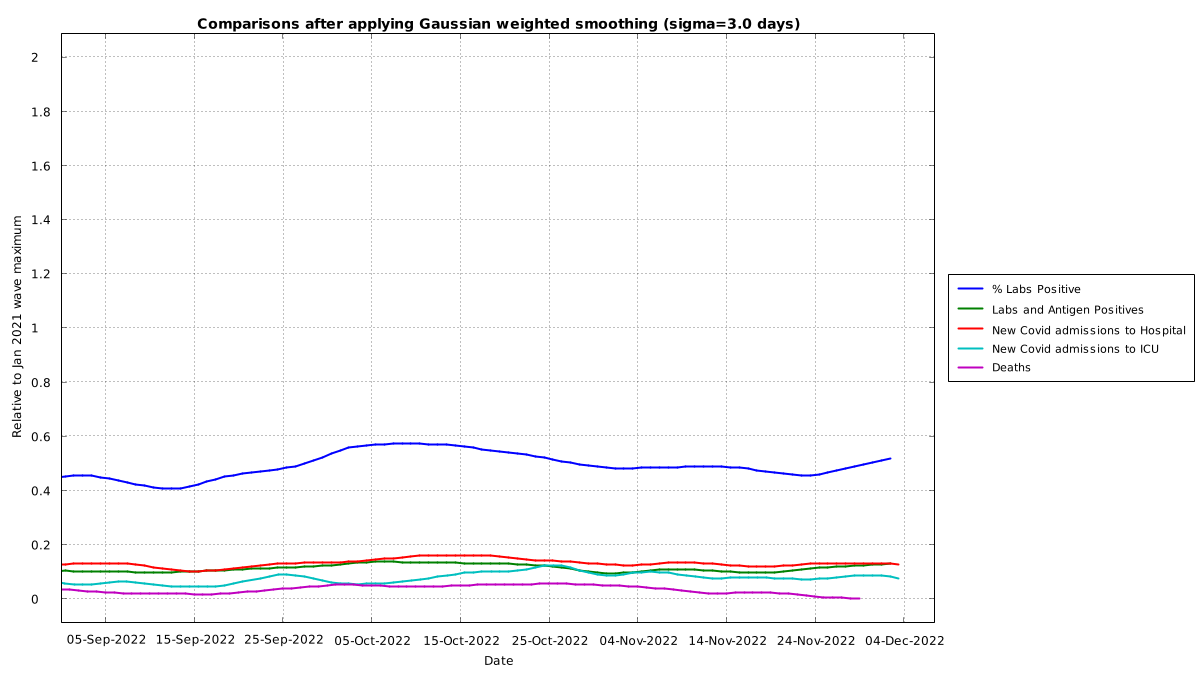 Comparisons after applying Gaussian weighted smoothing (sigma=3.0 days)
2
1.8
1.6
1.4
1.2
1
0.8
0.6
0.4
0.2
0
Relative to Jan 2021 wave maximum
05-Sep-2022 15-Sep-2022 25-Sep-2022 05-Oct-2022 15-Oct-2022 25-Oct-2022 04-Nov-2022 14-Nov-2022 24-Nov-2022 04-Dec-2022
Date
% Labs Positive
Labs and Antigen Positives
New Covid admissions to Hospital
New Covid admissions to ICU
Deaths